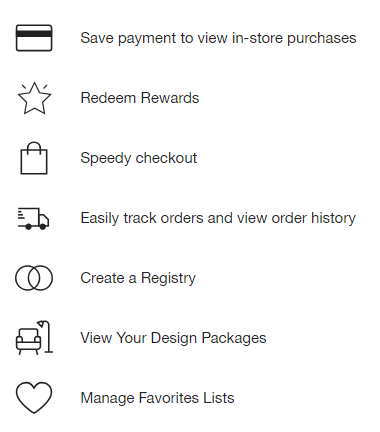 Save payment to view in-store purchases
Redeem Rewards
Speedy checkout
Easily track orders and view order history
Create a Registry
View Your Design Packages
Manage Favorites Lists